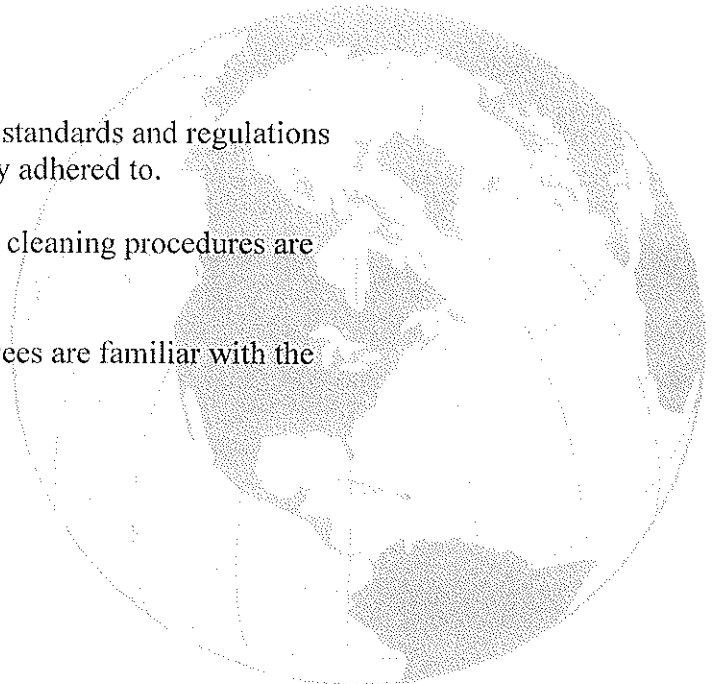 standards and regulations
y adhered to.
cleaning procedures are
ees are familiar with the